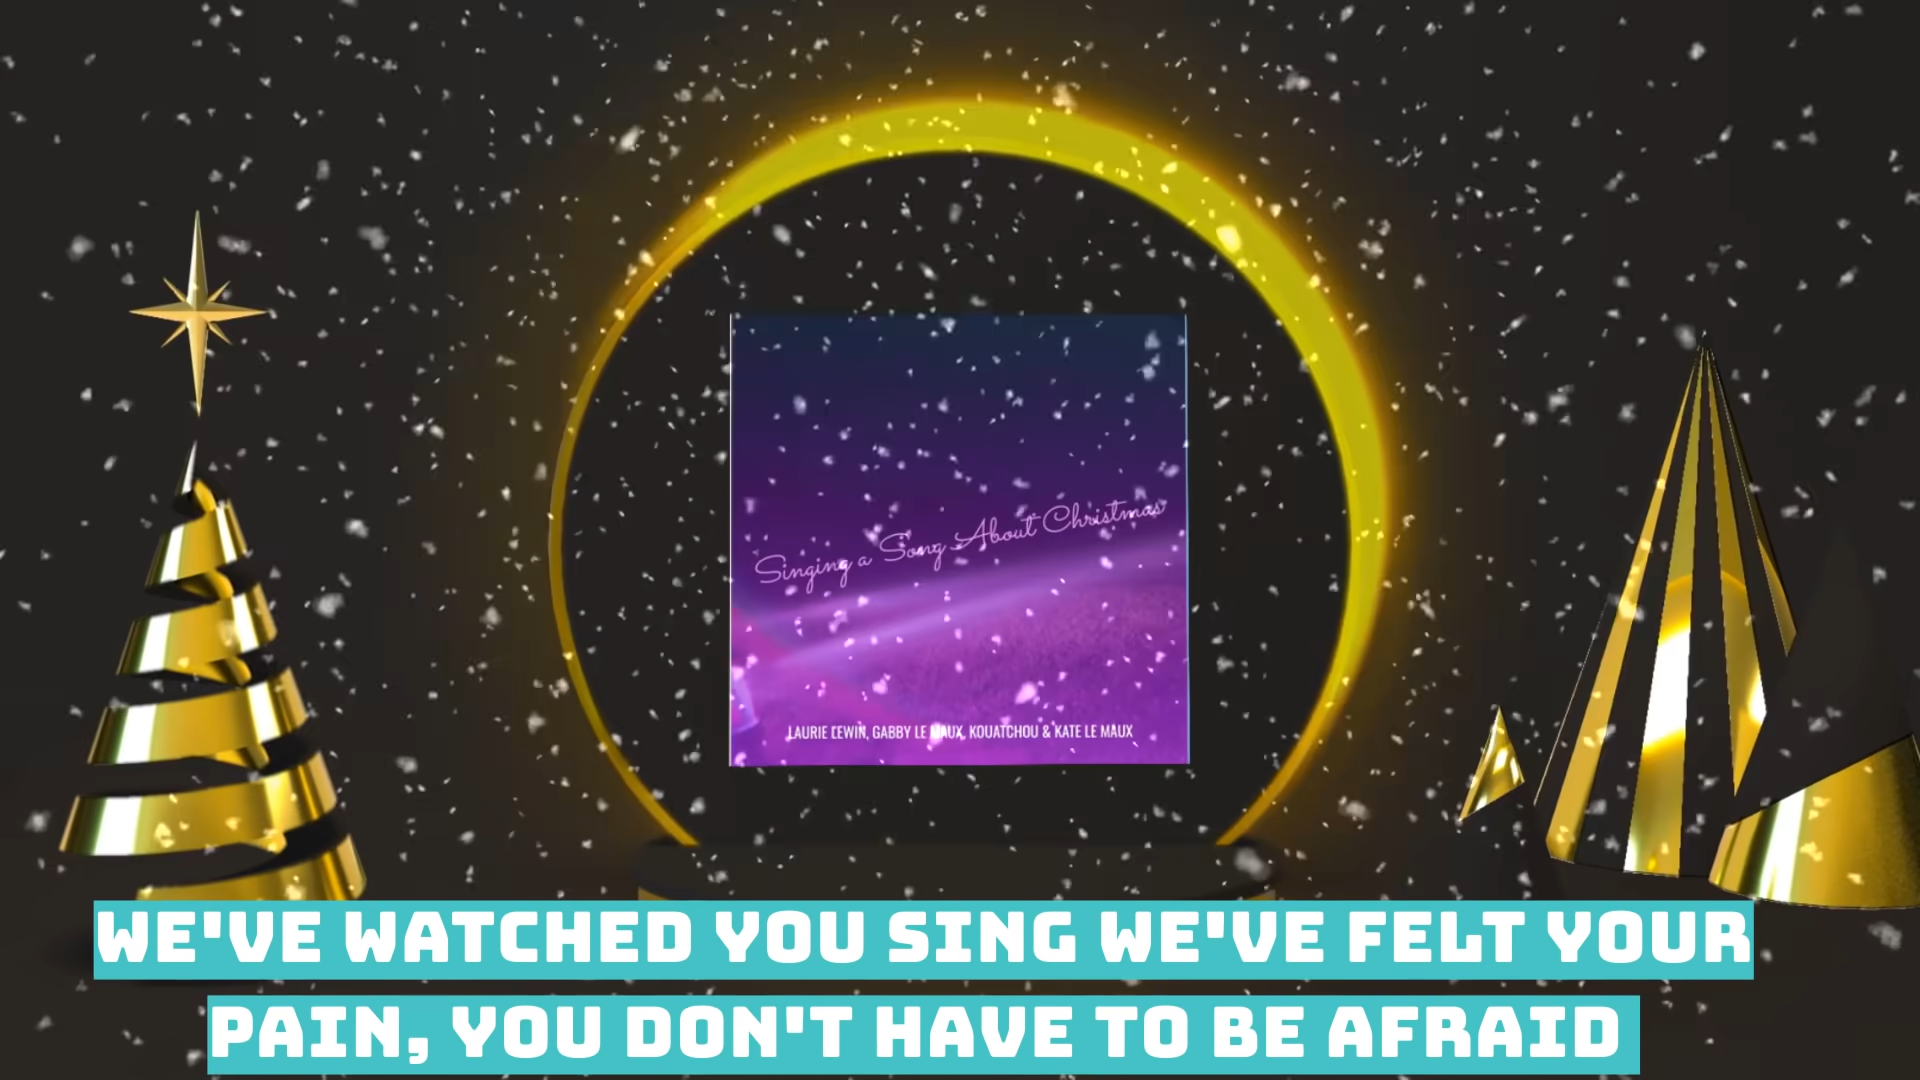 Singing a Song About Christmas
LAURIE LEWIN, GABBY LE MAUX, KOUATCHOU & KATE LE MAUX
WE'VE WATCHED YOU SING WE'VE FELT YOUR
PAIN, YOU DON'T HAVE TO BE AFRAID